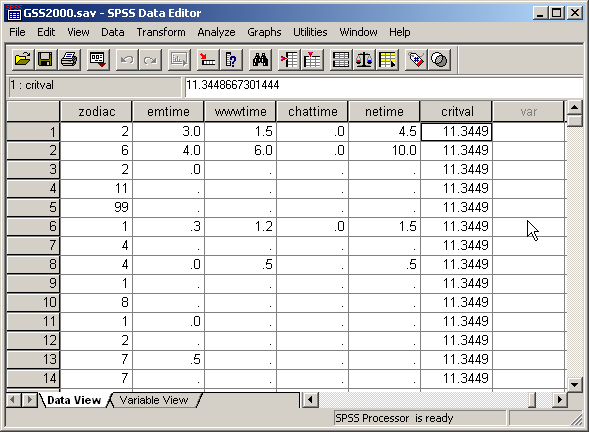 GSS2000.sav - SPSS Data Editor
File Edit View Data Transform Analyze Graphs Utilities Window Help
1 : critval 11.3448667301444
zodiac emtime wwwtime chattime netime critval var
1 2 3.0 1.5 .0 4.5 11.3449
2 6 4.0 6.0 .0 10.0 11.3449
3 2 .0 . . . 11.3449
4 11 . . . . 11.3449
5 99 . . . . 11.3449
6 1 .3 1.2 .0 1.5 11.3449
7 4 . . . . 11.3449
8 4 .0 .5 . .5 11.3449
9 1 . . . . 11.3449
10 8 . . . . 11.3449
11 1 .0 . . . 11.3449
12 2 . . . . 11.3449
13 7 .5 . . . 11.3449
14 7 . . . . 11.3449
Data View Variable View
SPSS Processor is ready